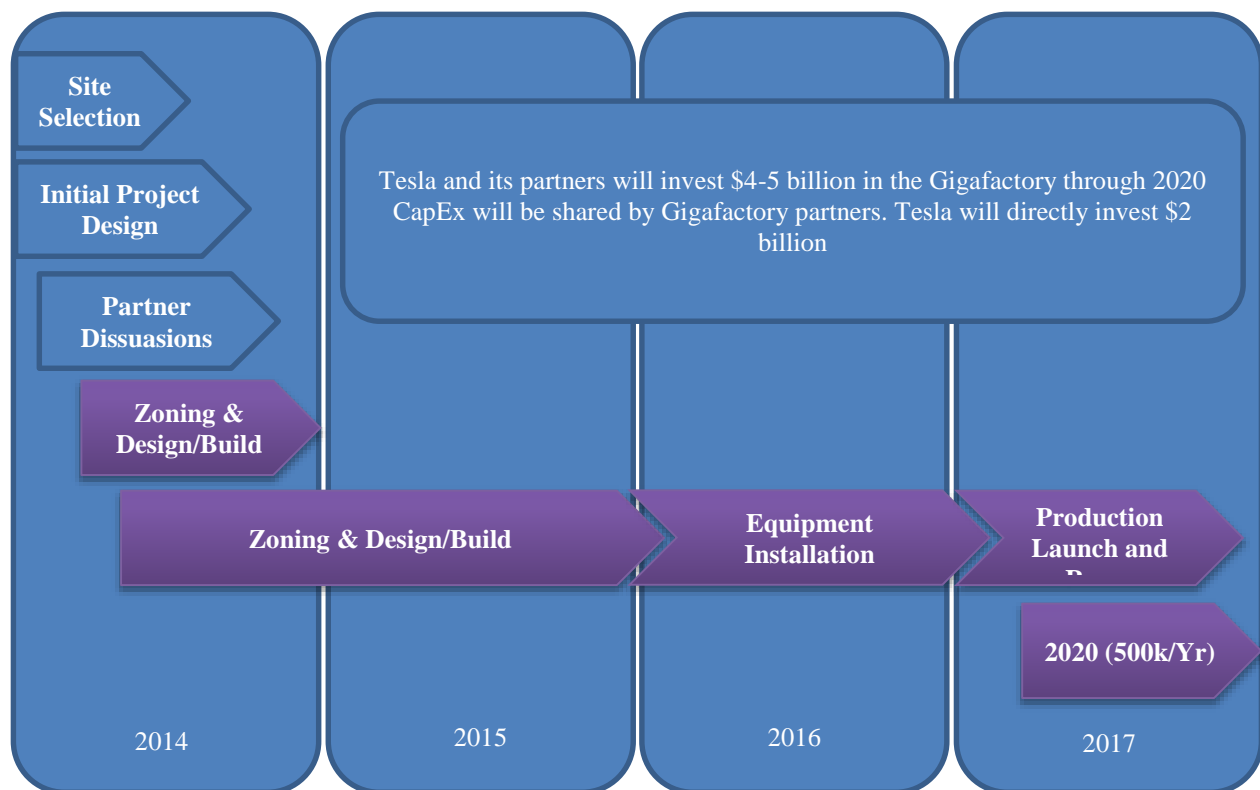 Site
Selection
Initial Project
Design
Partner
Dissuasions
Tesla and its partners will invest $4-5 billion in the Gigafactory through 2020
CapEx will be shared by Gigafactory partners. Tesla will directly invest $2
billion
Zoning &
Design/Build
Zoning & Design/Build
Equipment
Installation
Production
Launch and
2020 (500k/Yr)
2014
2015
2016
2017